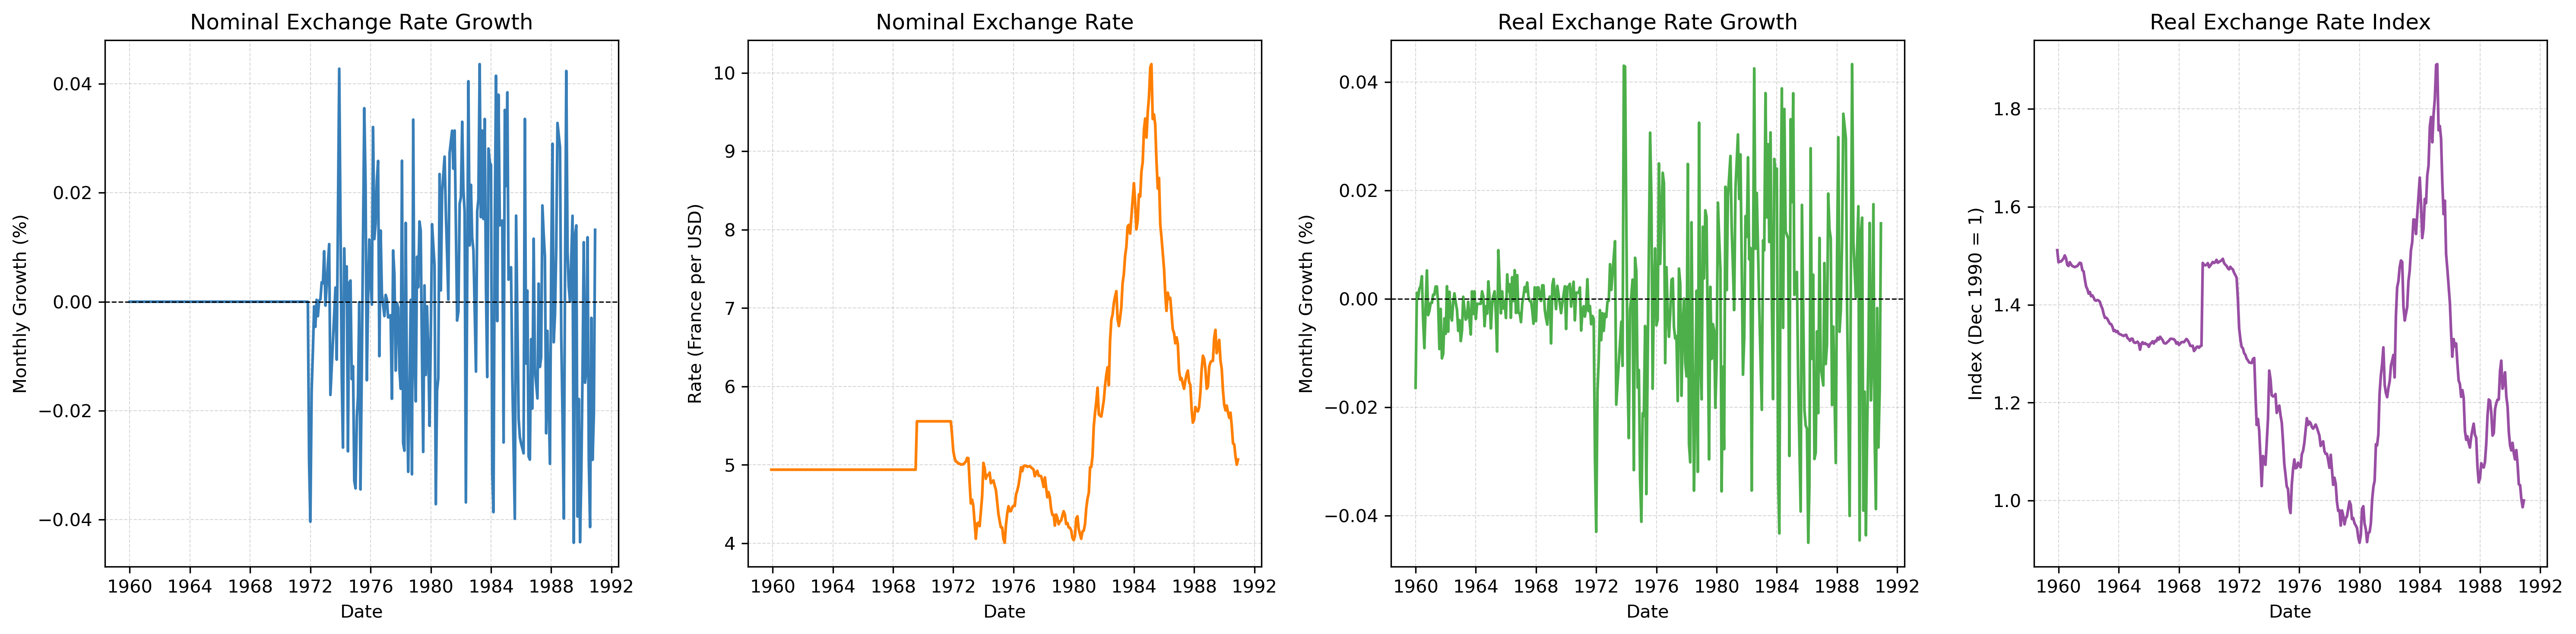 Nominal Exchange Rate Growth
Monthly Growth (%)
0.04
0.02
0.00
−0.02
−0.04
1960 1964 1968 1972 1976 1980 1984 1988 1992
Date
Nominal Exchange Rate
Rate (France per USD)
10
9
8
7
6
5
4
1960 1964 1968 1972 1976 1980 1984 1988 1992
Date
Real Exchange Rate Growth
Monthly Growth (%)
0.04
0.02
0.00
−0.02
−0.04
1960 1964 1968 1972 1976 1980 1984 1988 1992
Date
Real Exchange Rate Index
Index (Dec 1990 = 1)
1.8
1.6
1.4
1.2
1.0
1960 1964 1968 1972 1976 1980 1984 1988 1992
Date